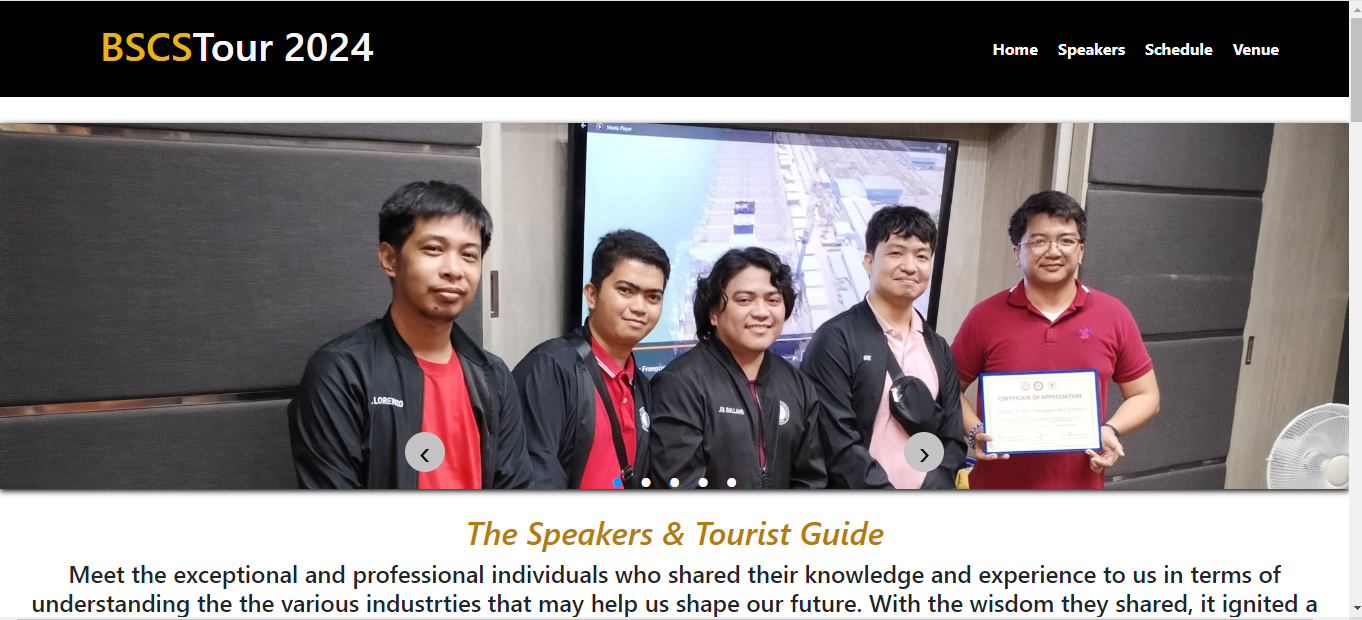 BSCSTour 2024
Home Speakers Schedule Venue
Media Player
.LORENZO
JD. BALLANO
CERTIFICATE OF APPRECIATION
‹ ›
The Speakers & Tourist Guide
Meet the exceptional and professional individuals who shared their knowledge and experience to us in terms of
understanding the the various industrties that may help us shape our future. With the wisdom they shared, it ignited a